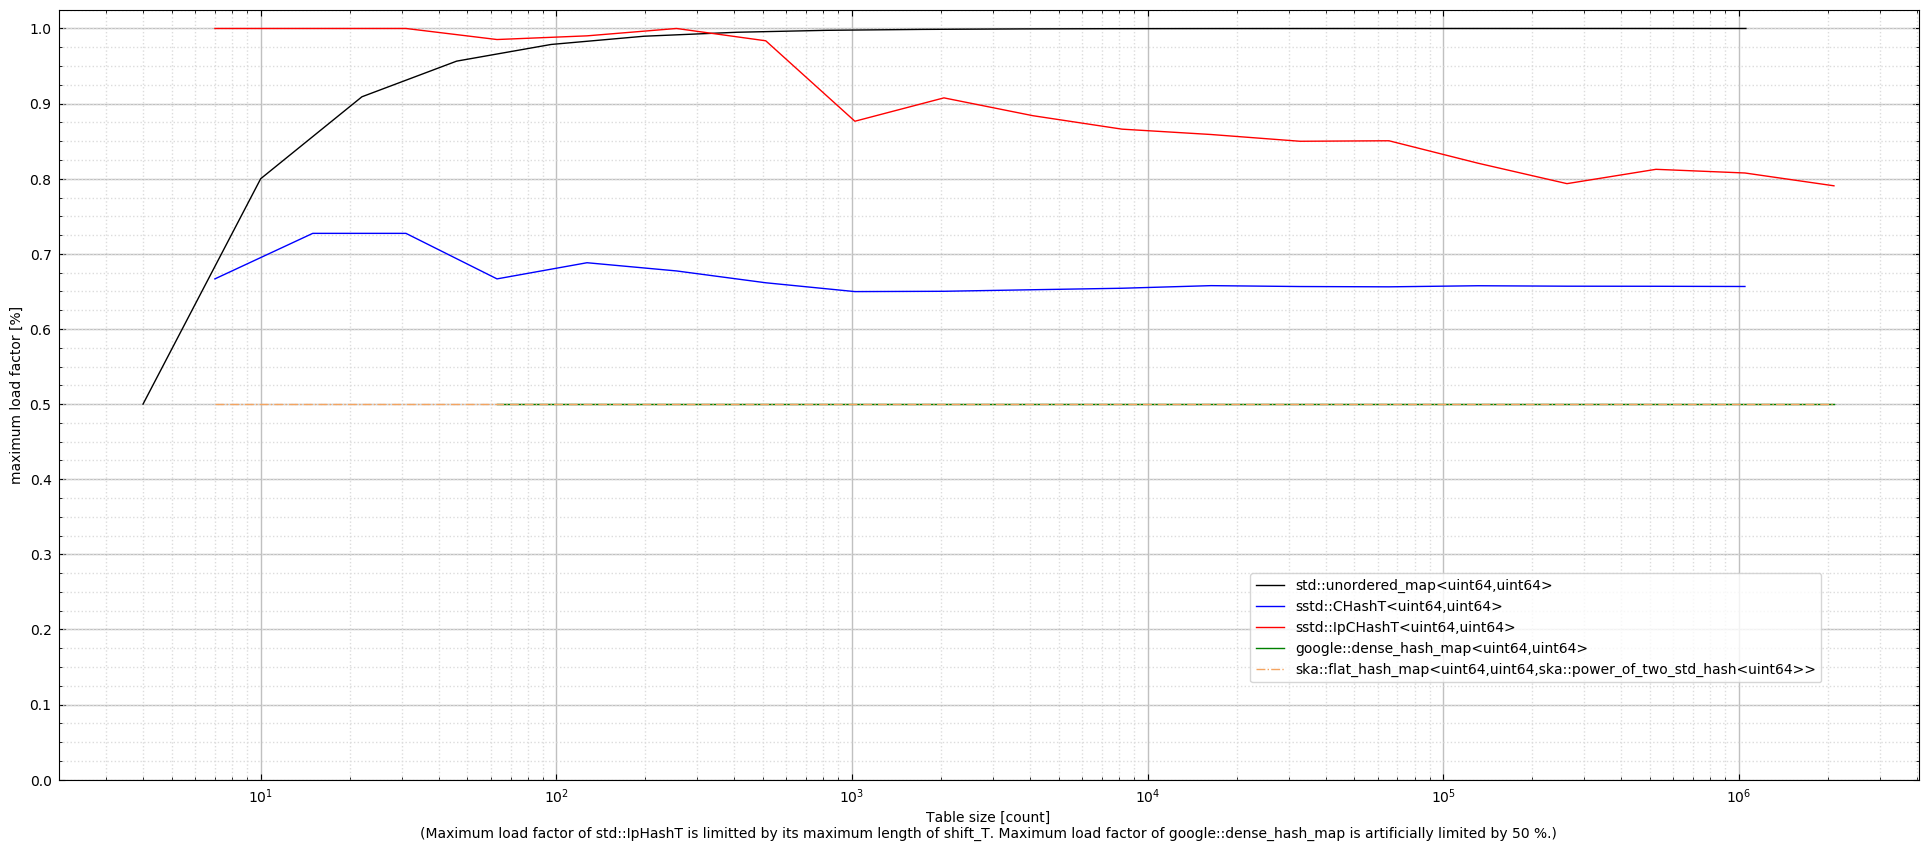 1.0
0.9
0.8
0.7
0.6
0.5
0.4
0.3
0.2
0.1
0.0
maximum load factor [%]
std::unordered_map<uint64,uint64>
sstd::CHashT<uint64,uint64>
sstd::IpCHashT<uint64,uint64>
google::dense_hash_map<uint64,uint64>
ska::flat_hash_map<uint64,uint64,ska::power_of_two_std_hash<uint64>>
10¹ 10² 10³ 10⁴ 10⁵ 10⁶
Table size [count]
(Maximum load factor of std::IpHashT is limitted by its maximum length of shift_T. Maximum load factor of google::dense_hash_map is artificially limited by 50 %.)